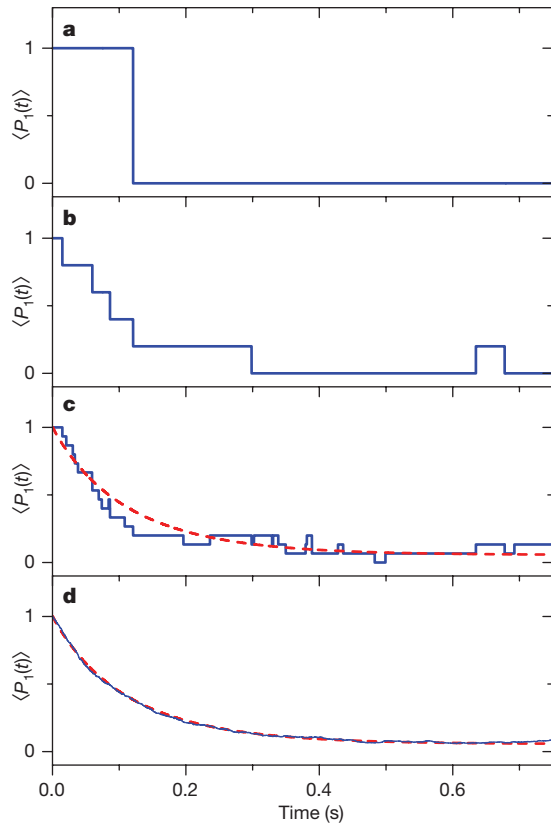 a
1
0
⟨P₁(t)⟩
b
1
0
⟨P₁(t)⟩
c
1
0
⟨P₁(t)⟩
d
1
0
⟨P₁(t)⟩
0.0 0.2 0.4 0.6
Time (s)